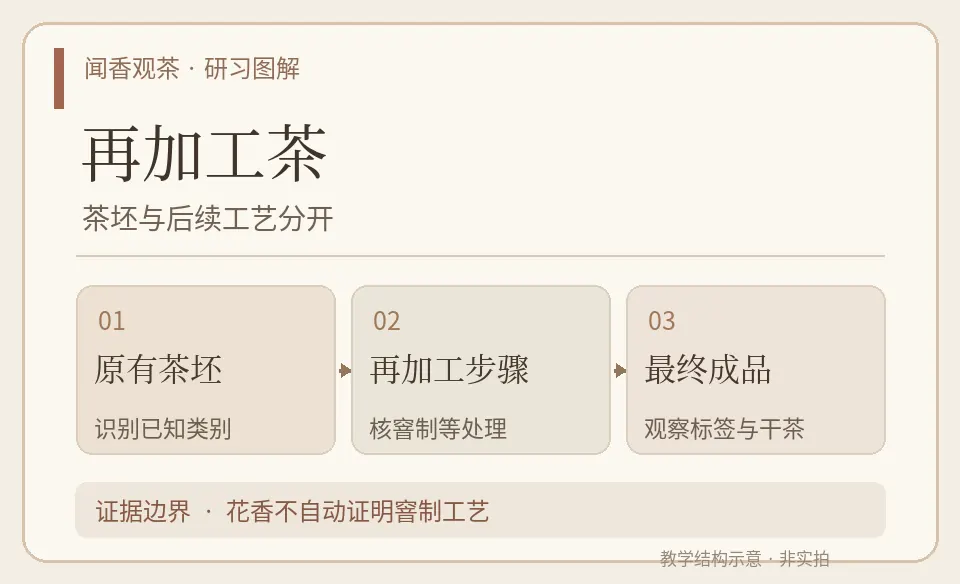 闻香观茶 · 研习图解
再加工茶
茶坯与后续工艺分开
01
原有茶坯
识别已知类别
02
再加工步骤
核窨制等处理
03
最终成品
观察标签与干茶
证据边界 · 花香不自动证明窨制工艺
教学结构示意 · 非实拍